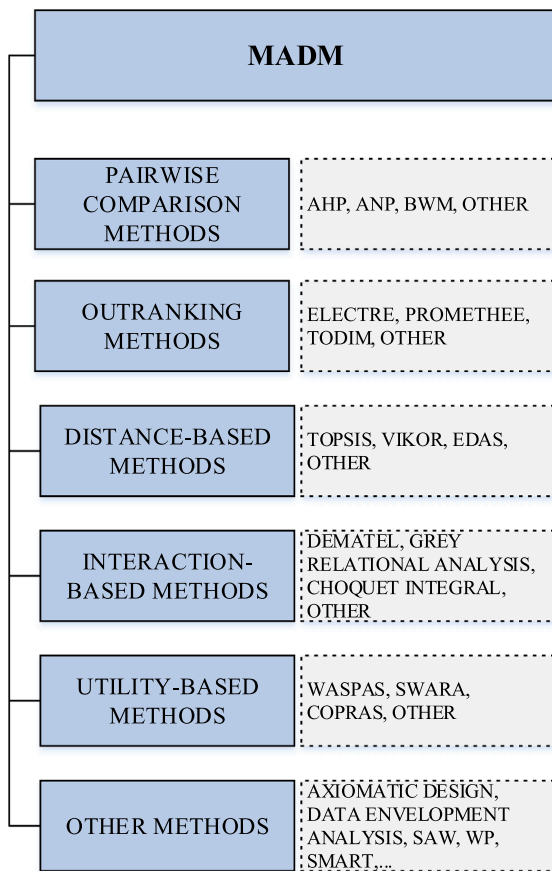 MADM
PAIRWISE
COMPARISON
METHODS
AHP, ANP, BWM, OTHER
OUTRANKING
METHODS
ELECTRE, PROMETHEE,
TODIM, OTHER
DISTANCE-BASED
METHODS
TOPSIS, VIKOR, EDAS,
OTHER
INTERACTION-
BASED METHODS
DEMATEL, GREY
RELATIONAL ANALYSIS,
CHOQUET INTEGRAL,
OTHER
UTILITY-BASED
METHODS
WASPAS, SWARA,
COPRAS, OTHER
OTHER METHODS
AXIOMATIC DESIGN,
DATA ENVELOPMENT
ANALYSIS, SAW, WP,
SMART,...